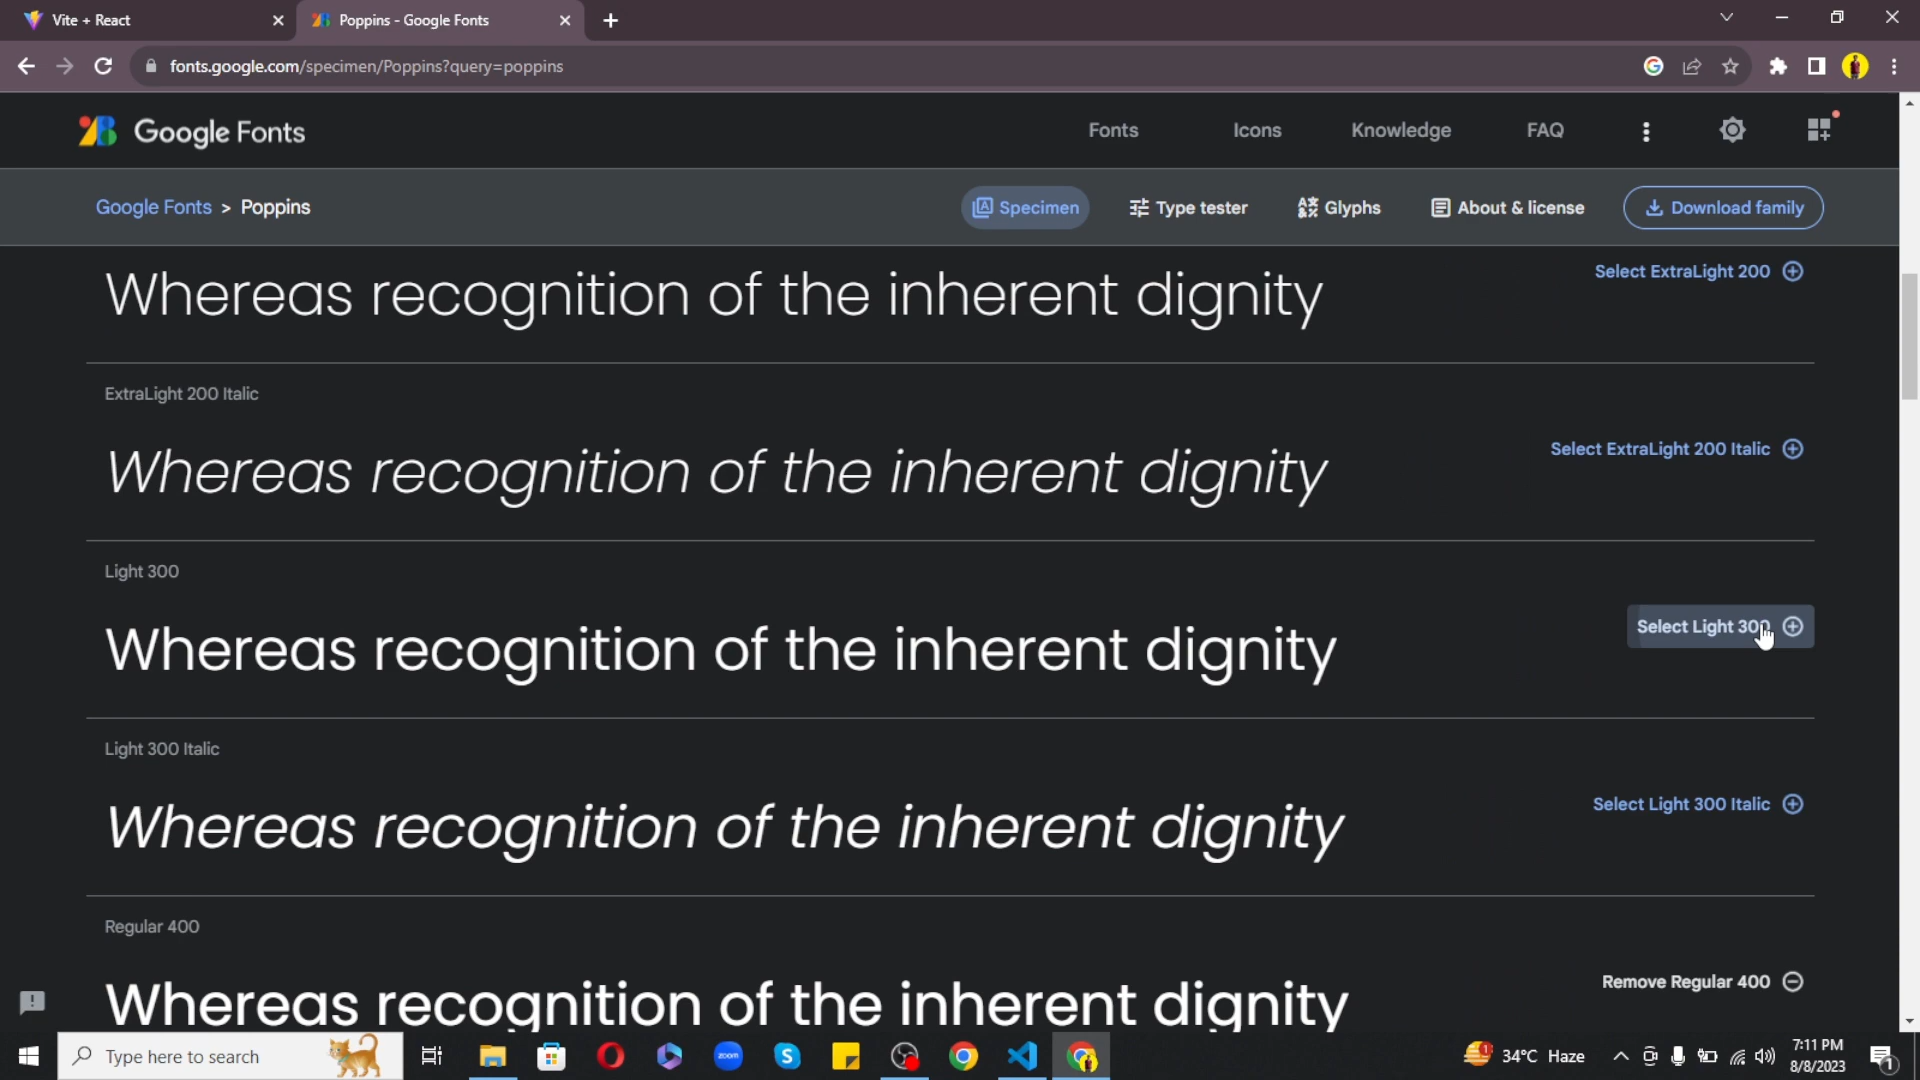 Vite + React
Poppins - Google Fonts
fonts.google.com/specimen/Poppins?query=poppins
Google Fonts
Fonts
Icons
Knowledge
FAQ
Google Fonts > Poppins
Specimen
Type tester
Glyphs
About & license
Download family
Whereas recognition of the inherent dignity
Select ExtraLight 200
ExtraLight 200 Italic
Whereas recognition of the inherent dignity
Select ExtraLight 200 Italic
Light 300
Whereas recognition of the inherent dignity
Select Light 300
Light 300 Italic
Whereas recognition of the inherent dignity
Select Light 300 Italic
Regular 400
Whereas recognition of the inherent dignity
Remove Regular 400
Type here to search
zoom
34°C Haze
7:11 PM
8/8/2023
1